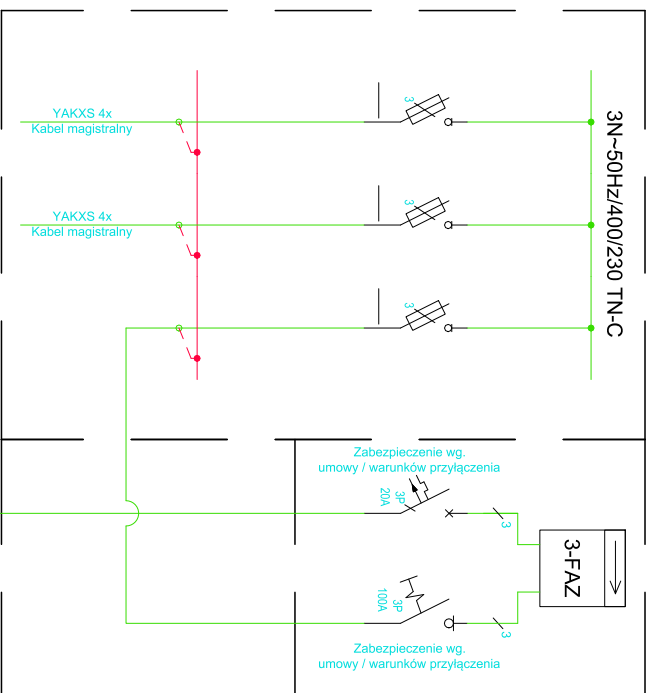 YAKXS 4x
Kabel magistralny
3
3N~50Hz/400/230 TN-C
YAKXS 4x
Kabel magistralny
3
3
Zabezpieczenie wg.
umowy / warunków przyłączenia
3P
20A
3
3-FAZ
3P
100A
3
Zabezpieczenie wg.
umowy / warunków przyłączenia